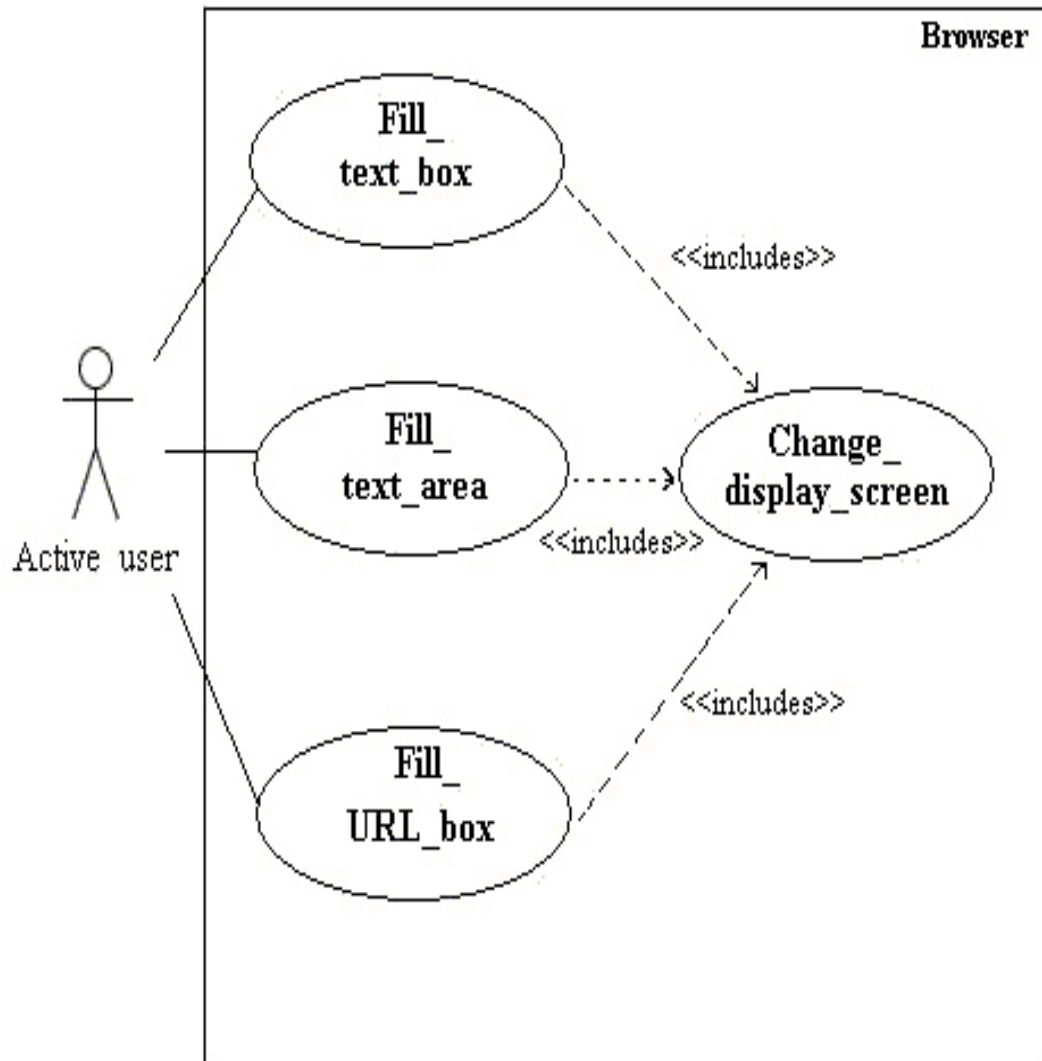 Browser
Fill_
text_box
<<includes>>
Fill_
text_area
Change_
display_screen
<<includes>>
Active user
<<includes>>
Fill_
URL_box